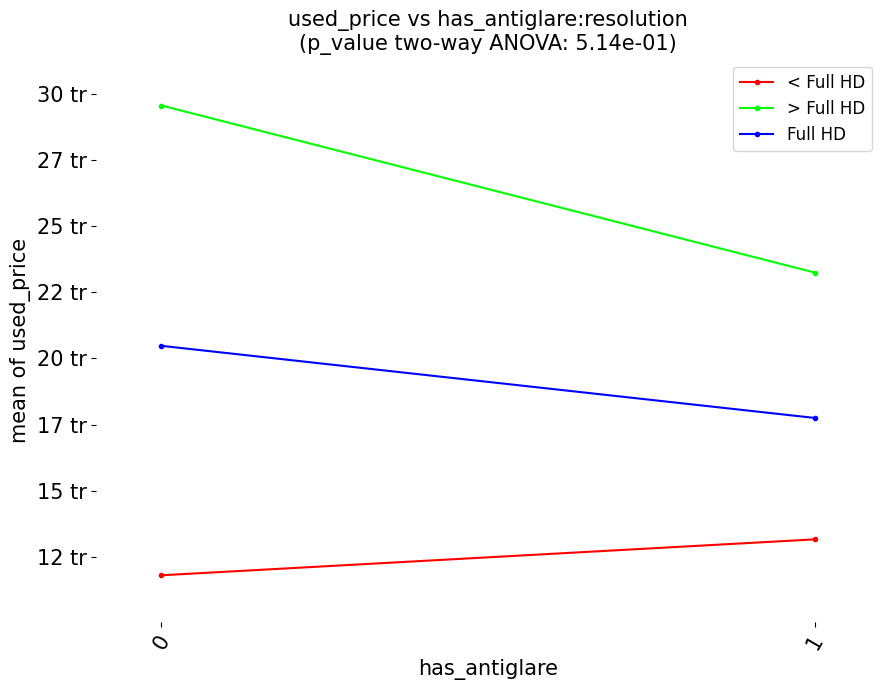 used_price vs has_antiglare:resolution
(p_value two-way ANOVA: 5.14e-01)
< Full HD
> Full HD
Full HD
30 tr
27 tr
25 tr
22 tr
20 tr
17 tr
15 tr
12 tr
mean of used_price
0
1
has_antiglare